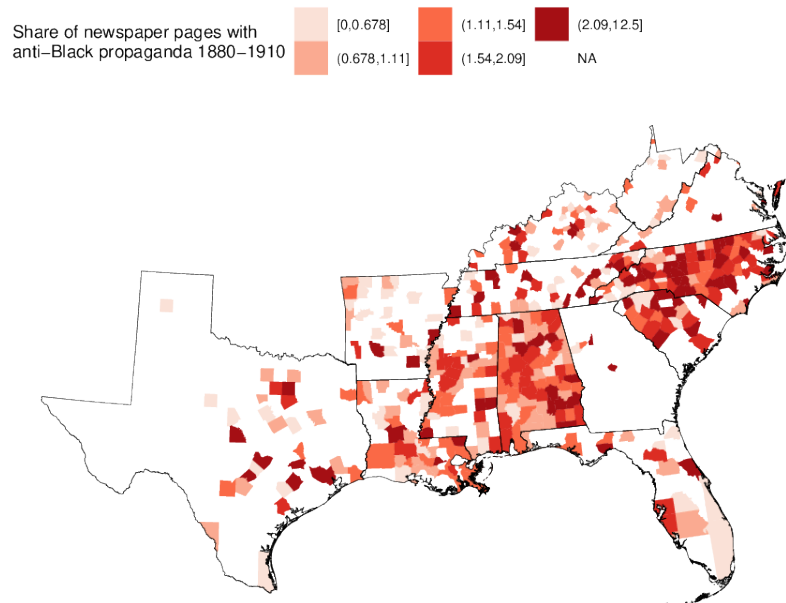 Share of newspaper pages with
anti−Black propaganda 1880−1910
[0,0.678]
(0.678,1.11]
(1.11,1.54]
(1.54,2.09]
(2.09,12.5]
NA